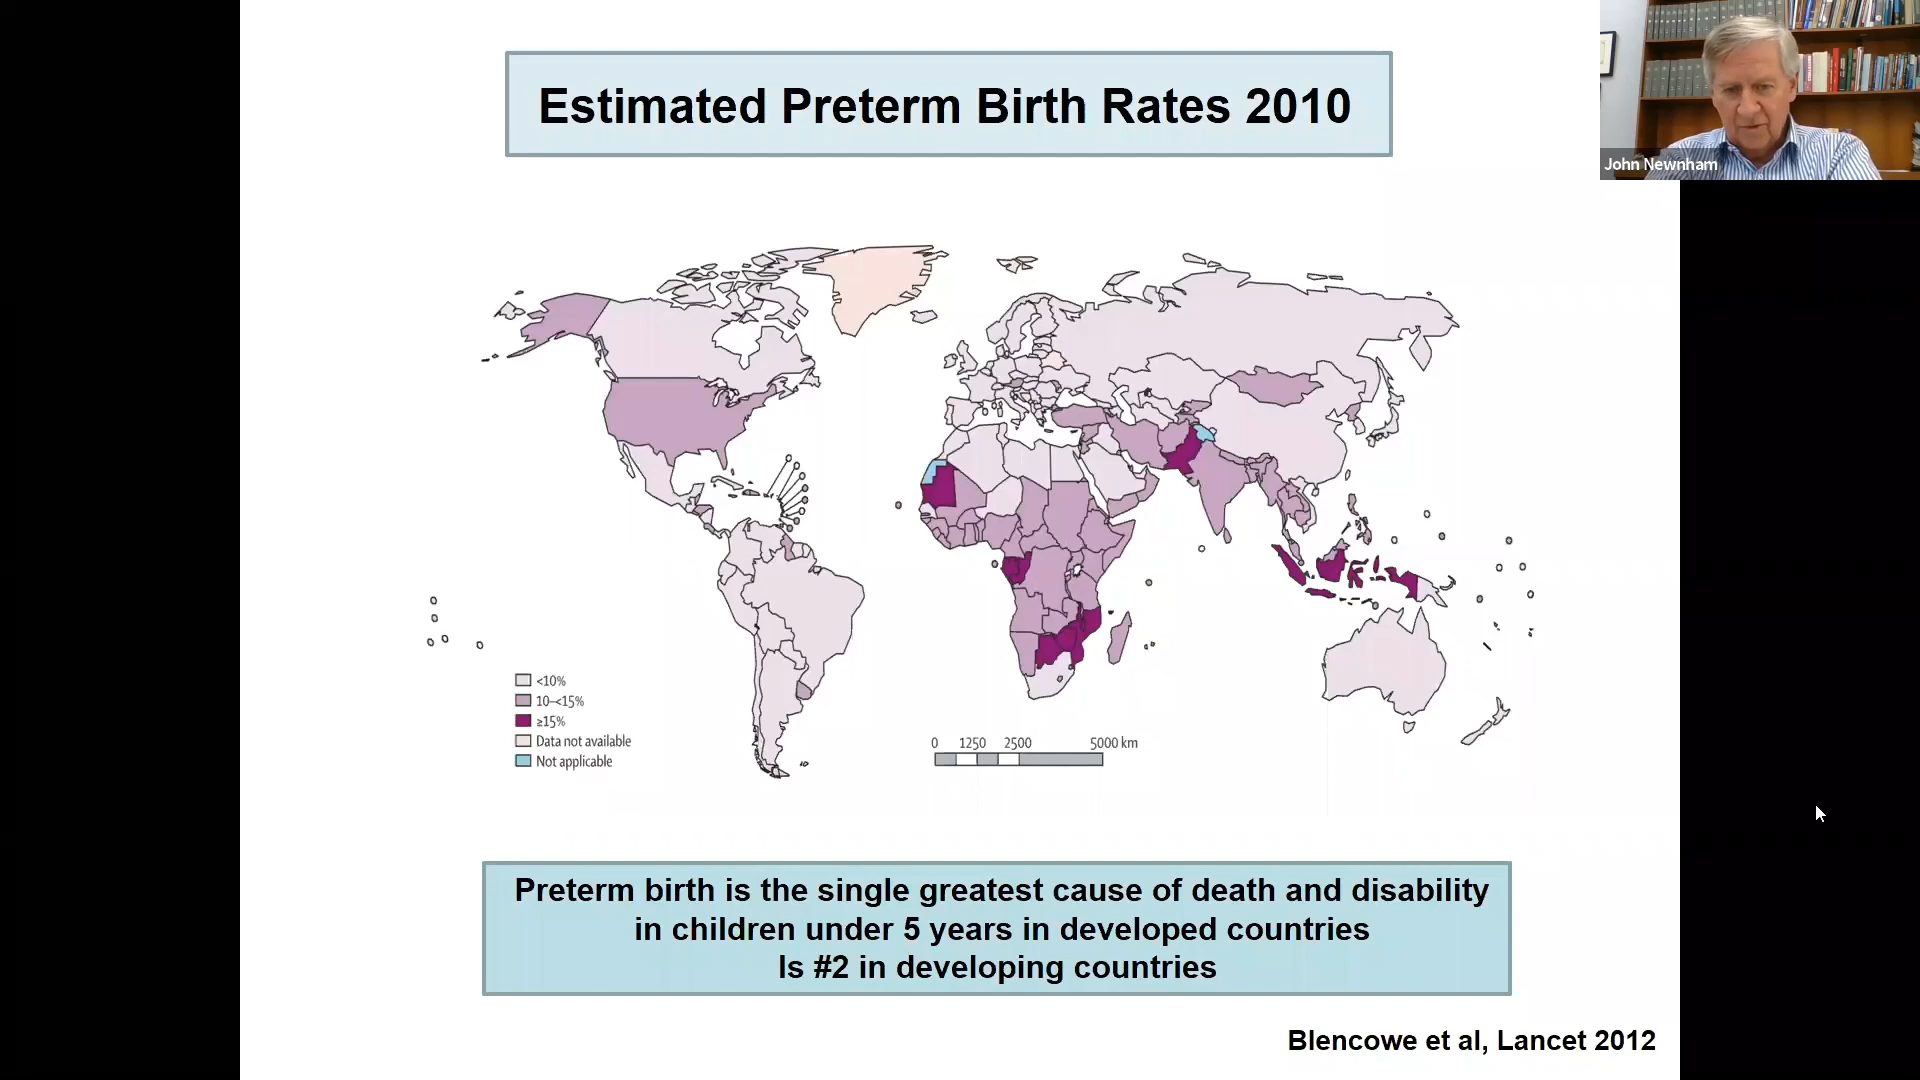 Estimated Preterm Birth Rates 2010
John Newnham
<10%
10–<15%
≥15%
Data not available
Not applicable
0 1250 2500 5000 km
Preterm birth is the single greatest cause of death and disability
in children under 5 years in developed countries
Is #2 in developing countries
Blencowe et al, Lancet 2012